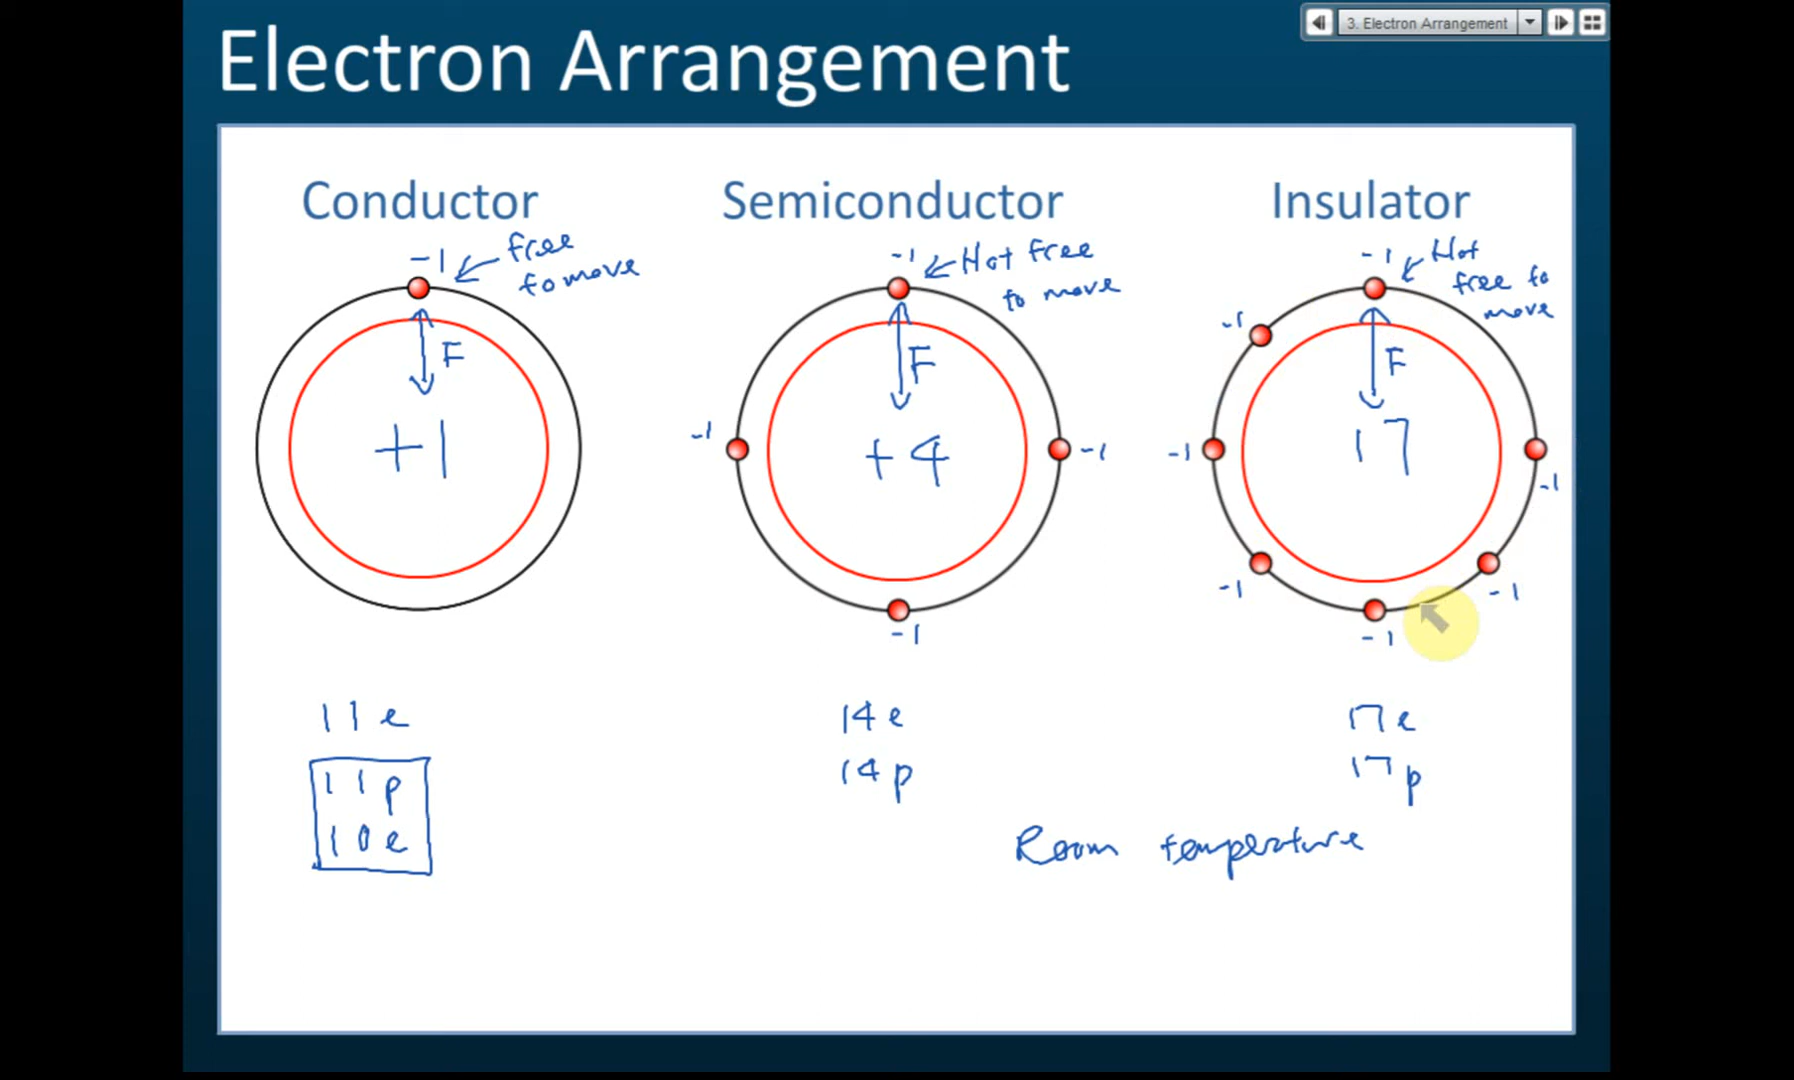 3. Electron Arrangement
Electron Arrangement
Conductor
-1
free
to move
F
+1
11e
11p
10e
Semiconductor
-1
Not free
to move
F
-1
+4
-1
-1
14e
14p
Insulator
-1
Not
free to
move
-1
F
-1
17
-1
-1
-1
-1
17e
17p
Room temperature